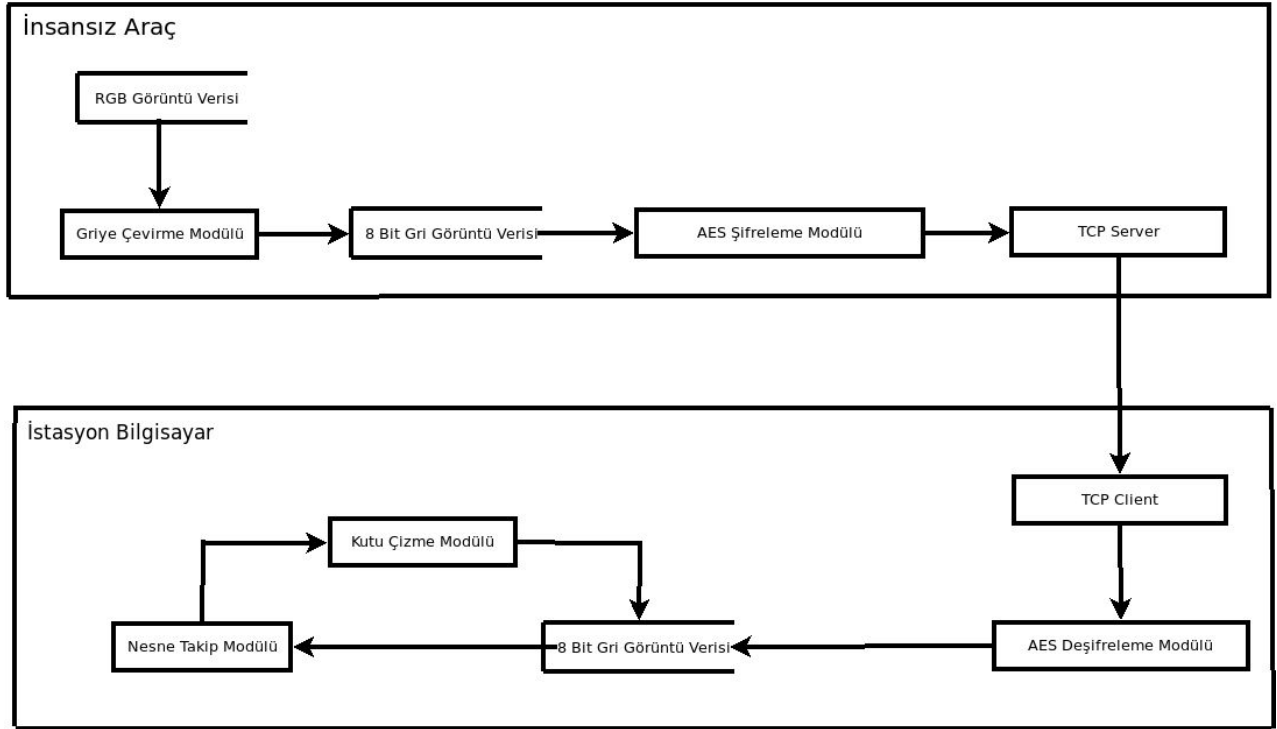 İnsansız Araç
RGB Görüntü Verisi
Griye Çevirme Modülü
8 Bit Gri Görüntü Verisi
AES Şifreleme Modülü
TCP Server
İstasyon Bilgisayar
TCP Client
Kutu Çizme Modülü
Nesne Takip Modülü
8 Bit Gri Görüntü Verisi
AES Deşifreleme Modülü